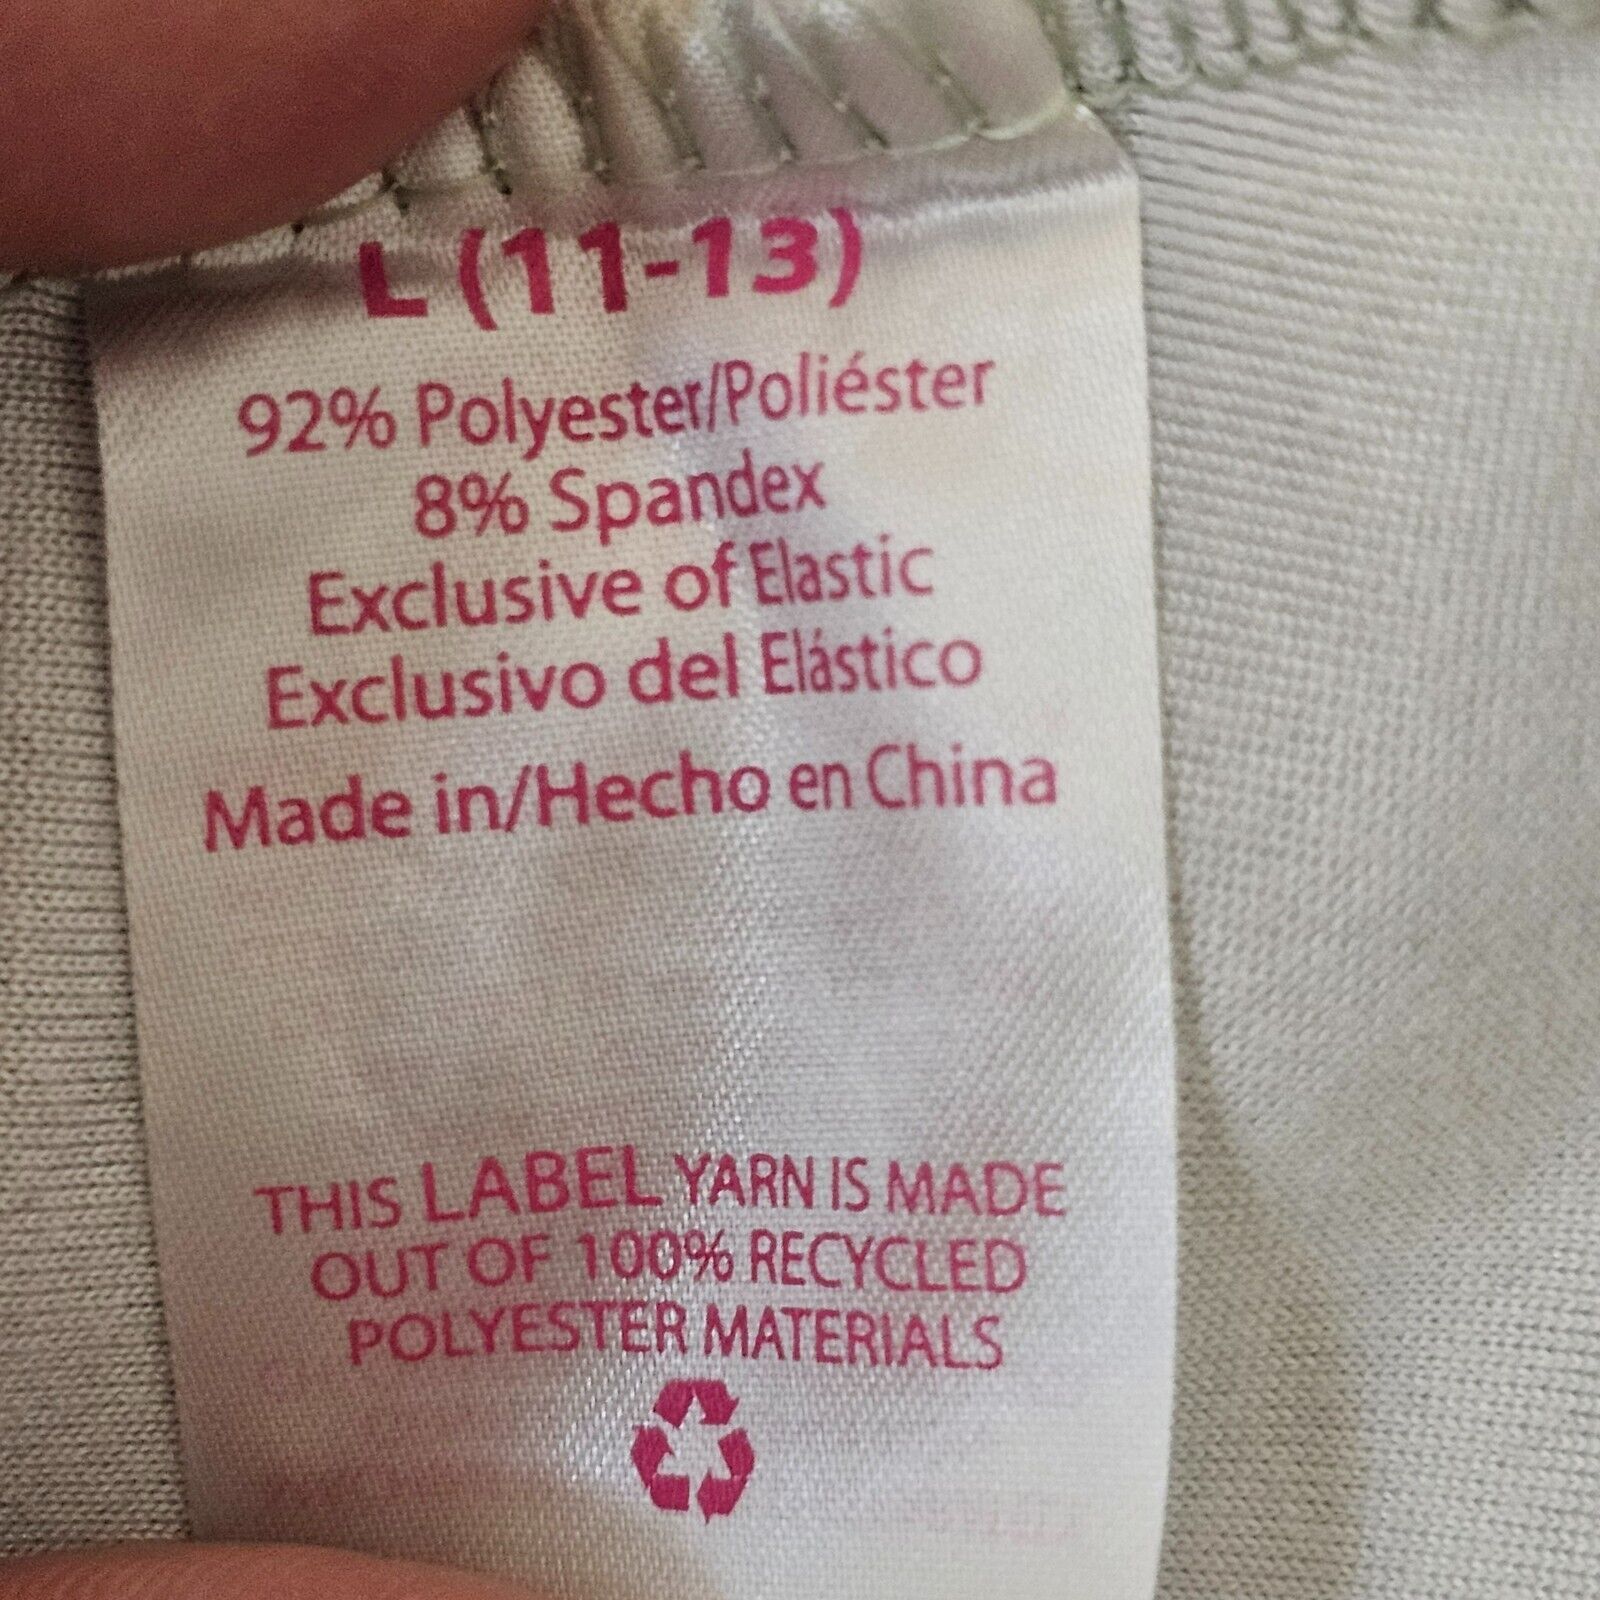 L (11-13)
92% Polyester/Poliéster
8% Spandex
Exclusive of Elastic
Exclusivo del Elástico
Made in/Hecho en China
THIS LABEL YARN IS MADE
OUT OF 100% RECYCLED
POLYESTER MATERIALS